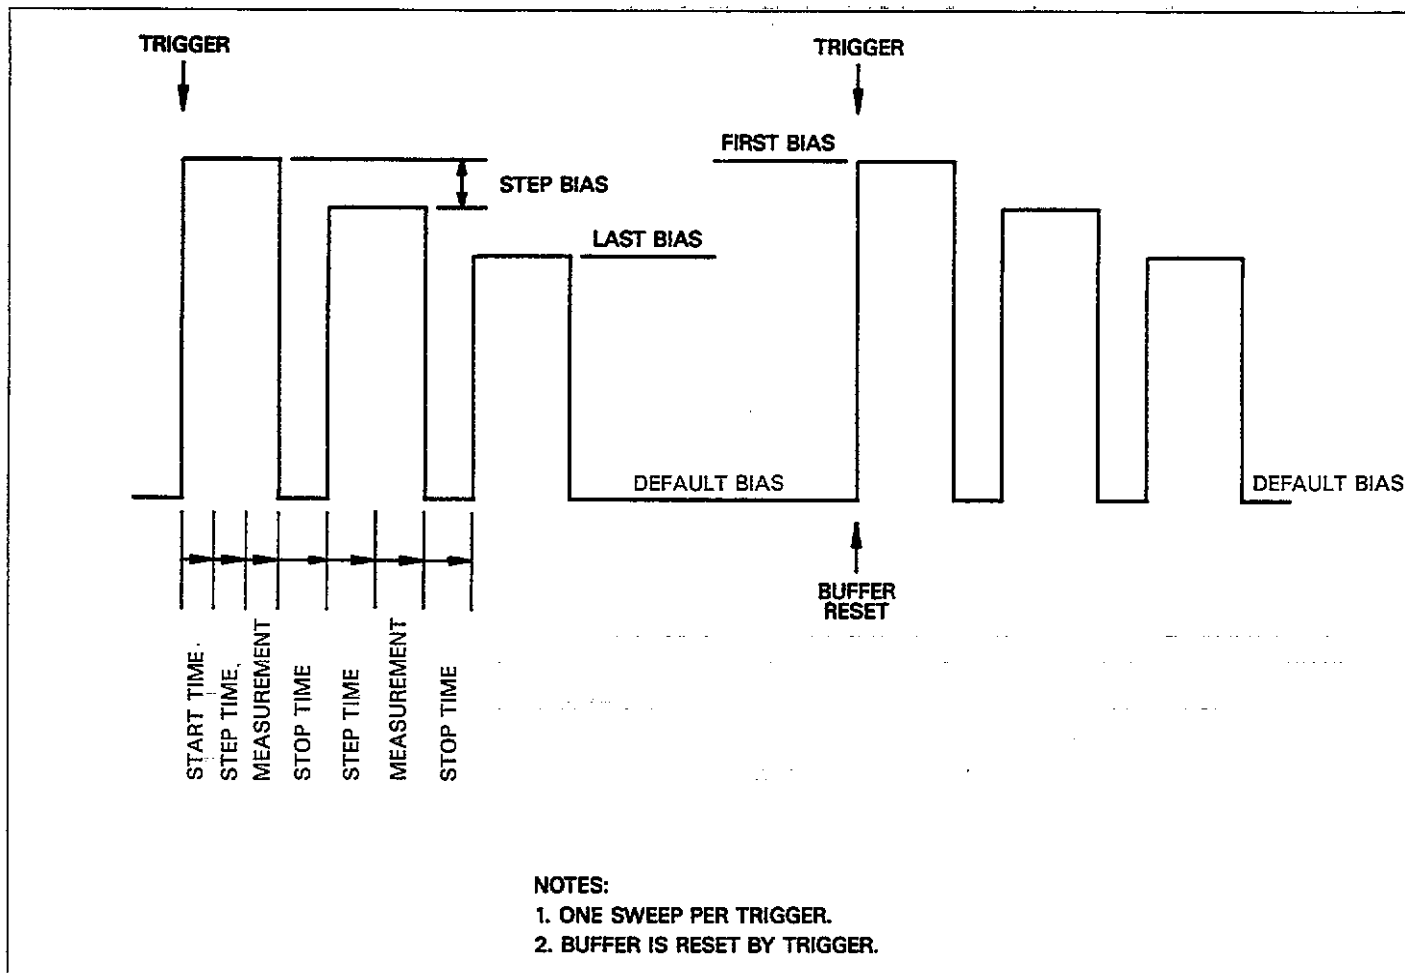 TRIGGER
TRIGGER
FIRST BIAS
STEP BIAS
LAST BIAS
DEFAULT BIAS
DEFAULT BIAS
BUFFER
RESET
START TIME
STEP TIME
MEASUREMENT
STOP TIME
STEP TIME
MEASUREMENT
STOP TIME
NOTES:
1. ONE SWEEP PER TRIGGER.
2. BUFFER IS RESET BY TRIGGER.